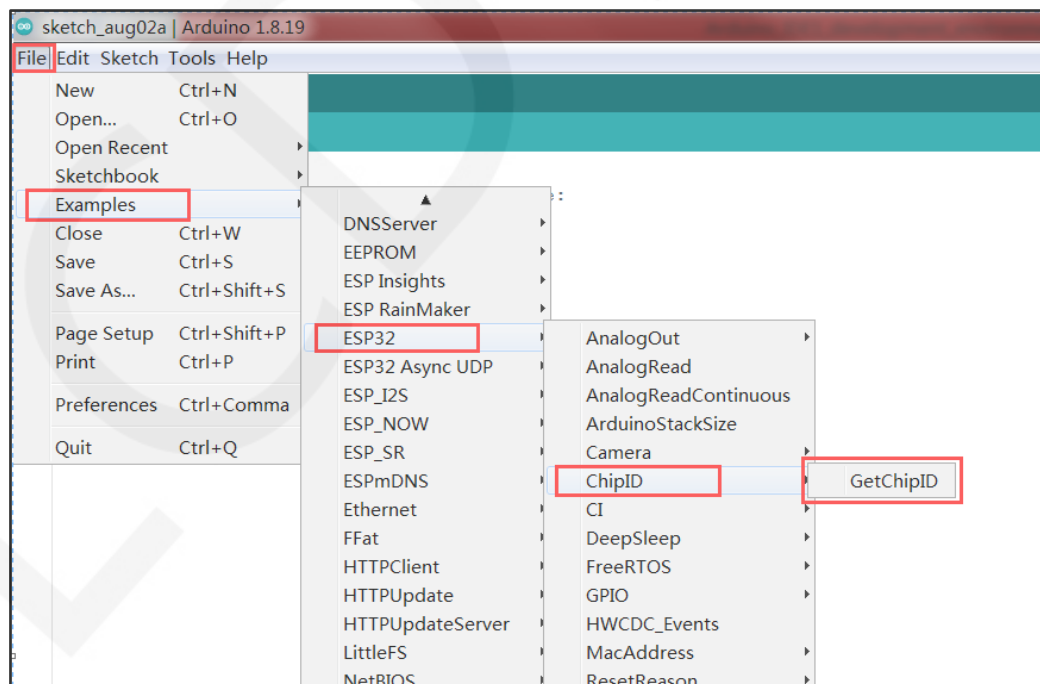 sketch_aug02a | Arduino 1.8.19
File Edit Sketch Tools Help
New Ctrl+N
Open... Ctrl+O
Open Recent
Sketchbook
Examples
Close Ctrl+W
Save Ctrl+S
Save As... Ctrl+Shift+S
Page Setup Ctrl+Shift+P
Print Ctrl+P
Preferences Ctrl+Comma
Quit Ctrl+Q
DNSServer
EEPROM
ESP Insights
ESP RainMaker
ESP32
ESP32 Async UDP
ESP_I2S
ESP_NOW
ESP_SR
ESPmDNS
Ethernet
FFat
HTTPClient
HTTPUpdate
HTTPUpdateServer
LittleFS
NetBIOS
AnalogOut
AnalogRead
AnalogReadContinuous
ArduinoStackSize
Camera
ChipID
CI
DeepSleep
FreeRTOS
GPIO
HWCDC_Events
MacAddress
ResetReason
GetChipID